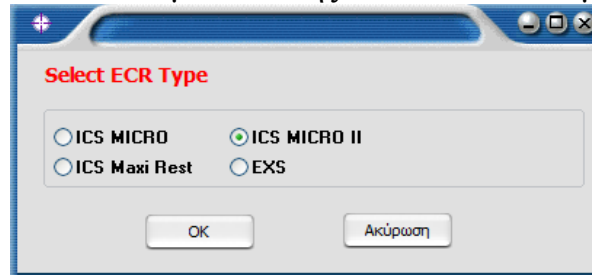 Select ECR Type
ICS MICRO ICS MICRO II
ICS Maxi Rest EXS
OK Ακύρωση